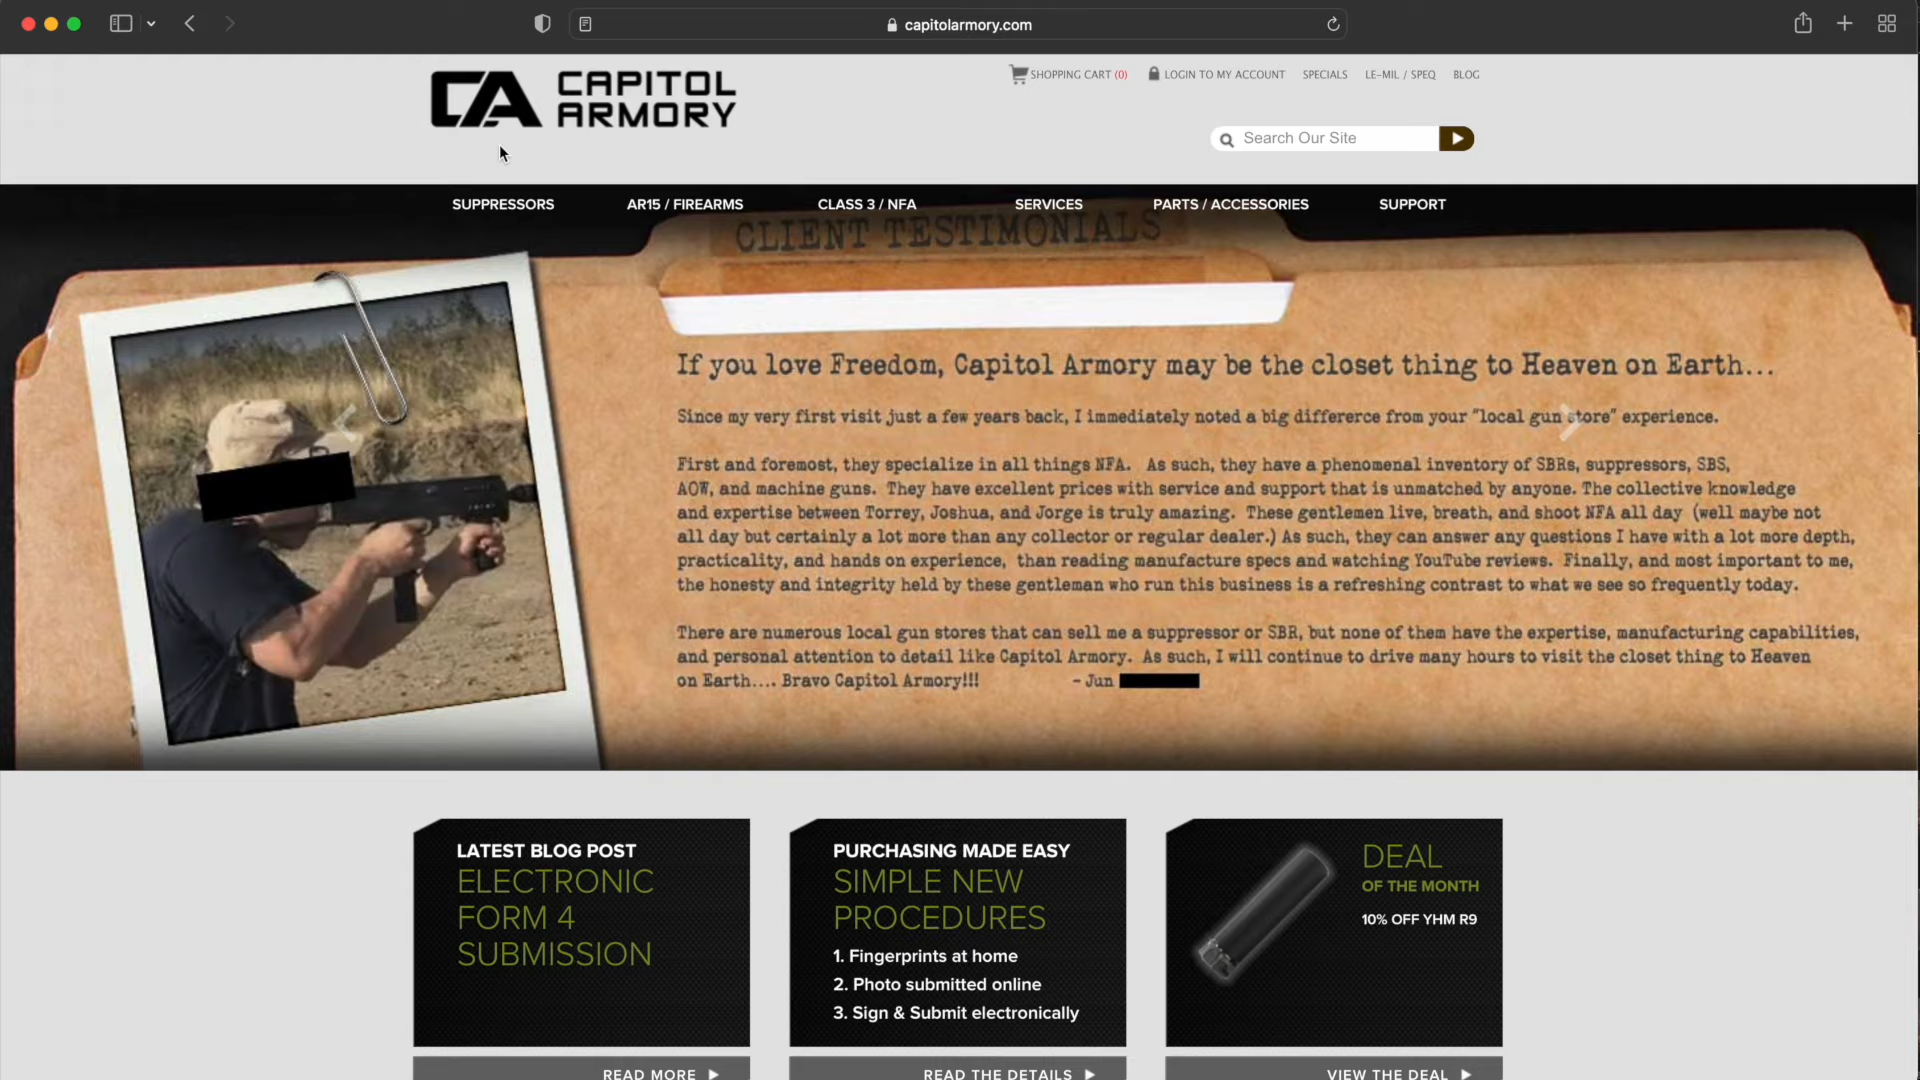 capitolarmory.com
CA CAPITOL
ARMORY
SHOPPING CART (0) LOGIN TO MY ACCOUNT SPECIALS LE-MIL / SPEQ BLOG
Search Our Site
SUPPRESSORS AR15 / FIREARMS CLASS 3 / NFA SERVICES PARTS / ACCESSORIES SUPPORT
CLIENT TESTIMONIALS
If you love Freedom, Capitol Armory may be the closet thing to Heaven on Earth...
Since my very first visit just a few years back, I immediately noted a big differerce from your "local gun store" experience.
First and foremost, they specialize in all things NFA. As such, they have a phenomenal inventory of SBRs, suppressors, SBS,
AOW, and machine guns. They have excellent prices with service and support that is unmatched by anyone. The collective knowledge
and expertise between Torrey, Joshua, and Jorge is truly amazing. These gentlemen live, breath, and shoot NFA all day (well maybe not
all day but certainly a lot more than any collector or regular dealer.) As such, they can answer any questions I have with a lot more depth,
practicality, and hands on experience, than reading manufacture specs and watching YouTube reviews. Finally, and most important to me,
the honesty and integrity held by these gentleman who run this business is a refreshing contrast to what we see so frequently today.
There are numerous local gun stores that can sell me a suppressor or SBR, but none of them have the expertise, manufacturing capabilities,
and personal attention to detail like Capitol Armory. As such, I will continue to drive many hours to visit the closet thing to Heaven
on Earth.... Bravo Capitol Armory!!! - Jun
LATEST BLOG POST
ELECTRONIC
FORM 4
SUBMISSION
READ MORE
PURCHASING MADE EASY
SIMPLE NEW
PROCEDURES
1. Fingerprints at home
2. Photo submitted online
3. Sign & Submit electronically
READ THE DETAILS
DEAL
OF THE MONTH
10% OFF YHM R9
VIEW THE DEAL